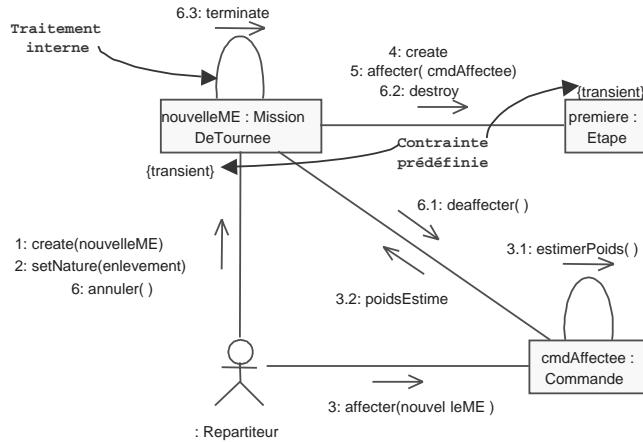 6.3: terminate
Traitement
interne
4: create
5: affecter( cmdAffectee)
6.2: destroy
{transient}
nouvelleME : Mission
DeTournee
premiere :
Etape
Contrainte
prédéfinie
{transient}
6.1: deaffecter( )
1: create(nouvelleME)
2: setNature(enlevement)
6: annuler( )
3.1: estimerPoids( )
3.2: poidsEstime
cmdAffectee :
Commande
3: affecter(nouvel leME )
: Repartiteur